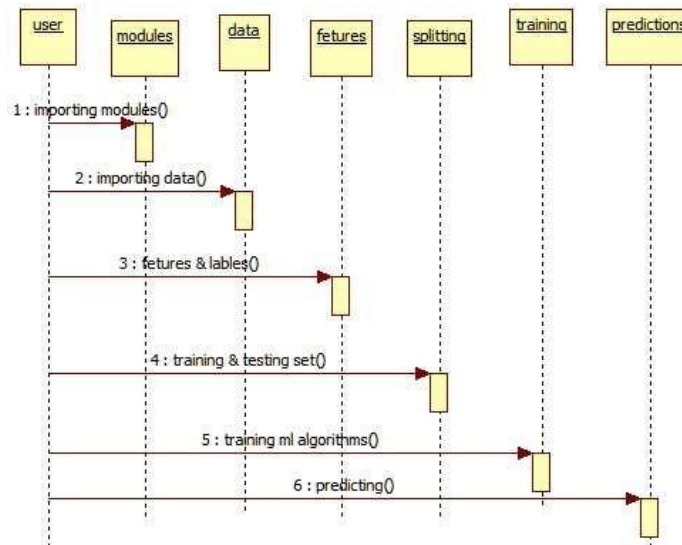 user
modules
data
fetures
splitting
training
predictions
1 : importing modules()
2 : importing data()
3 : fetures & lables()
4 : training & testing set()
5 : training ml algorithms()
6 : predicting()